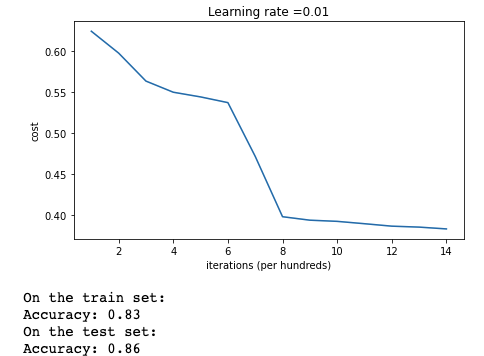 Learning rate =0.01
0.60
0.55
0.50
0.45
0.40
cost
2 4 6 8 10 12 14
iterations (per hundreds)
On the train set:
Accuracy: 0.83
On the test set:
Accuracy: 0.86